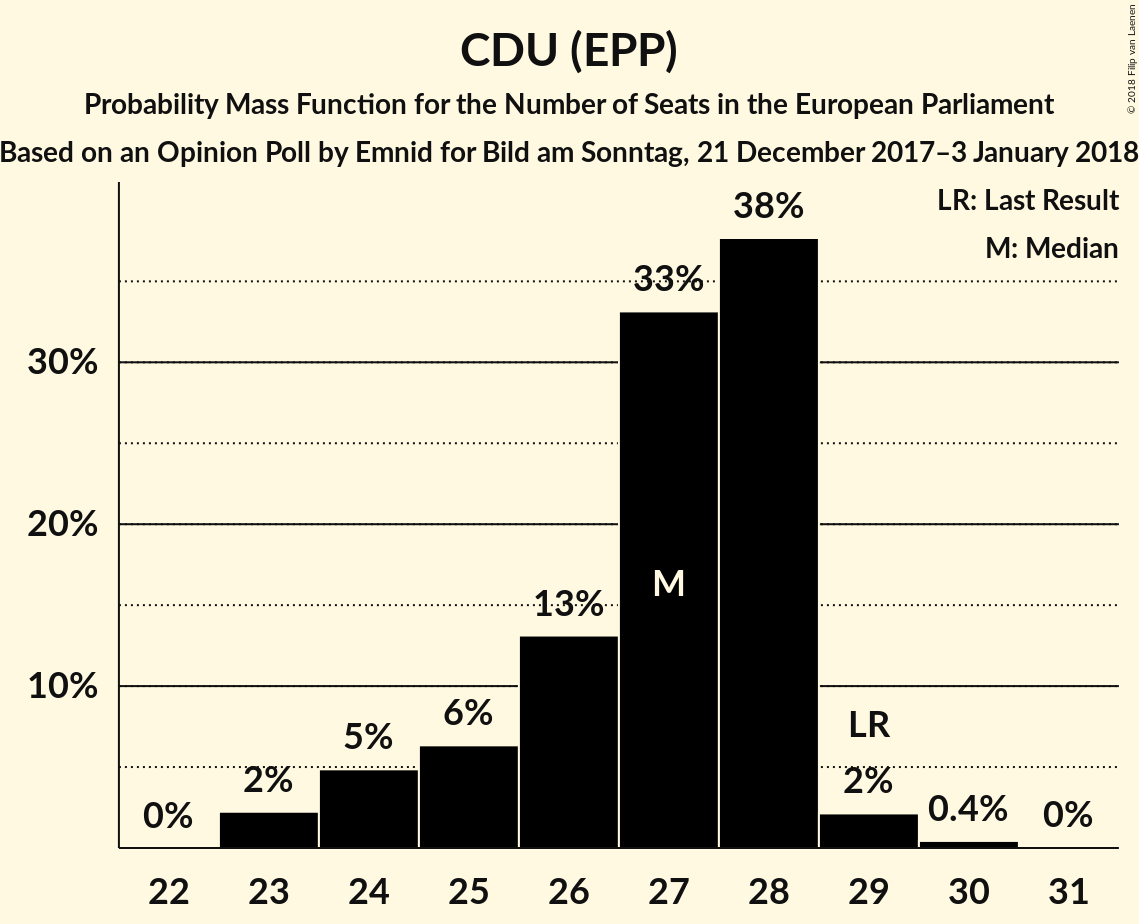 CDU (EPP)
Probability Mass Function for the Number of Seats in the European Parliament
Based on an Opinion Poll by Emnid for Bild am Sonntag, 21 December 2017–3 January 2018
© 2018 Filip van Laenen
LR: Last Result
M: Median
38%
33%
30%
20%
M
13%
10%
6%
5%
LR
2%
2%
0.4%
0%
0%
22 23 24 25 26 27 28 29 30 31